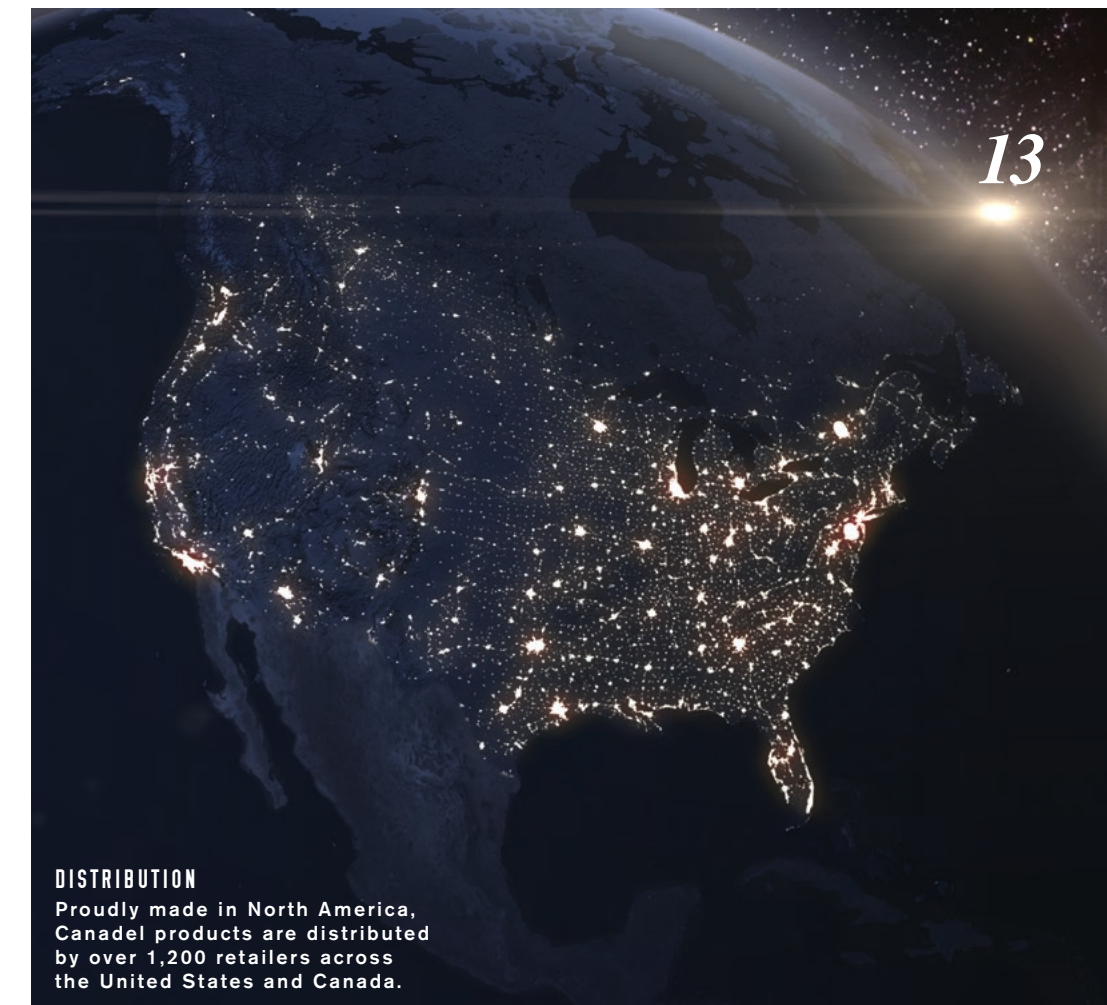 13
DISTRIBUTION
Proudly made in North America,
Canadel products are distributed
by over 1,200 retailers across
the United States and Canada.